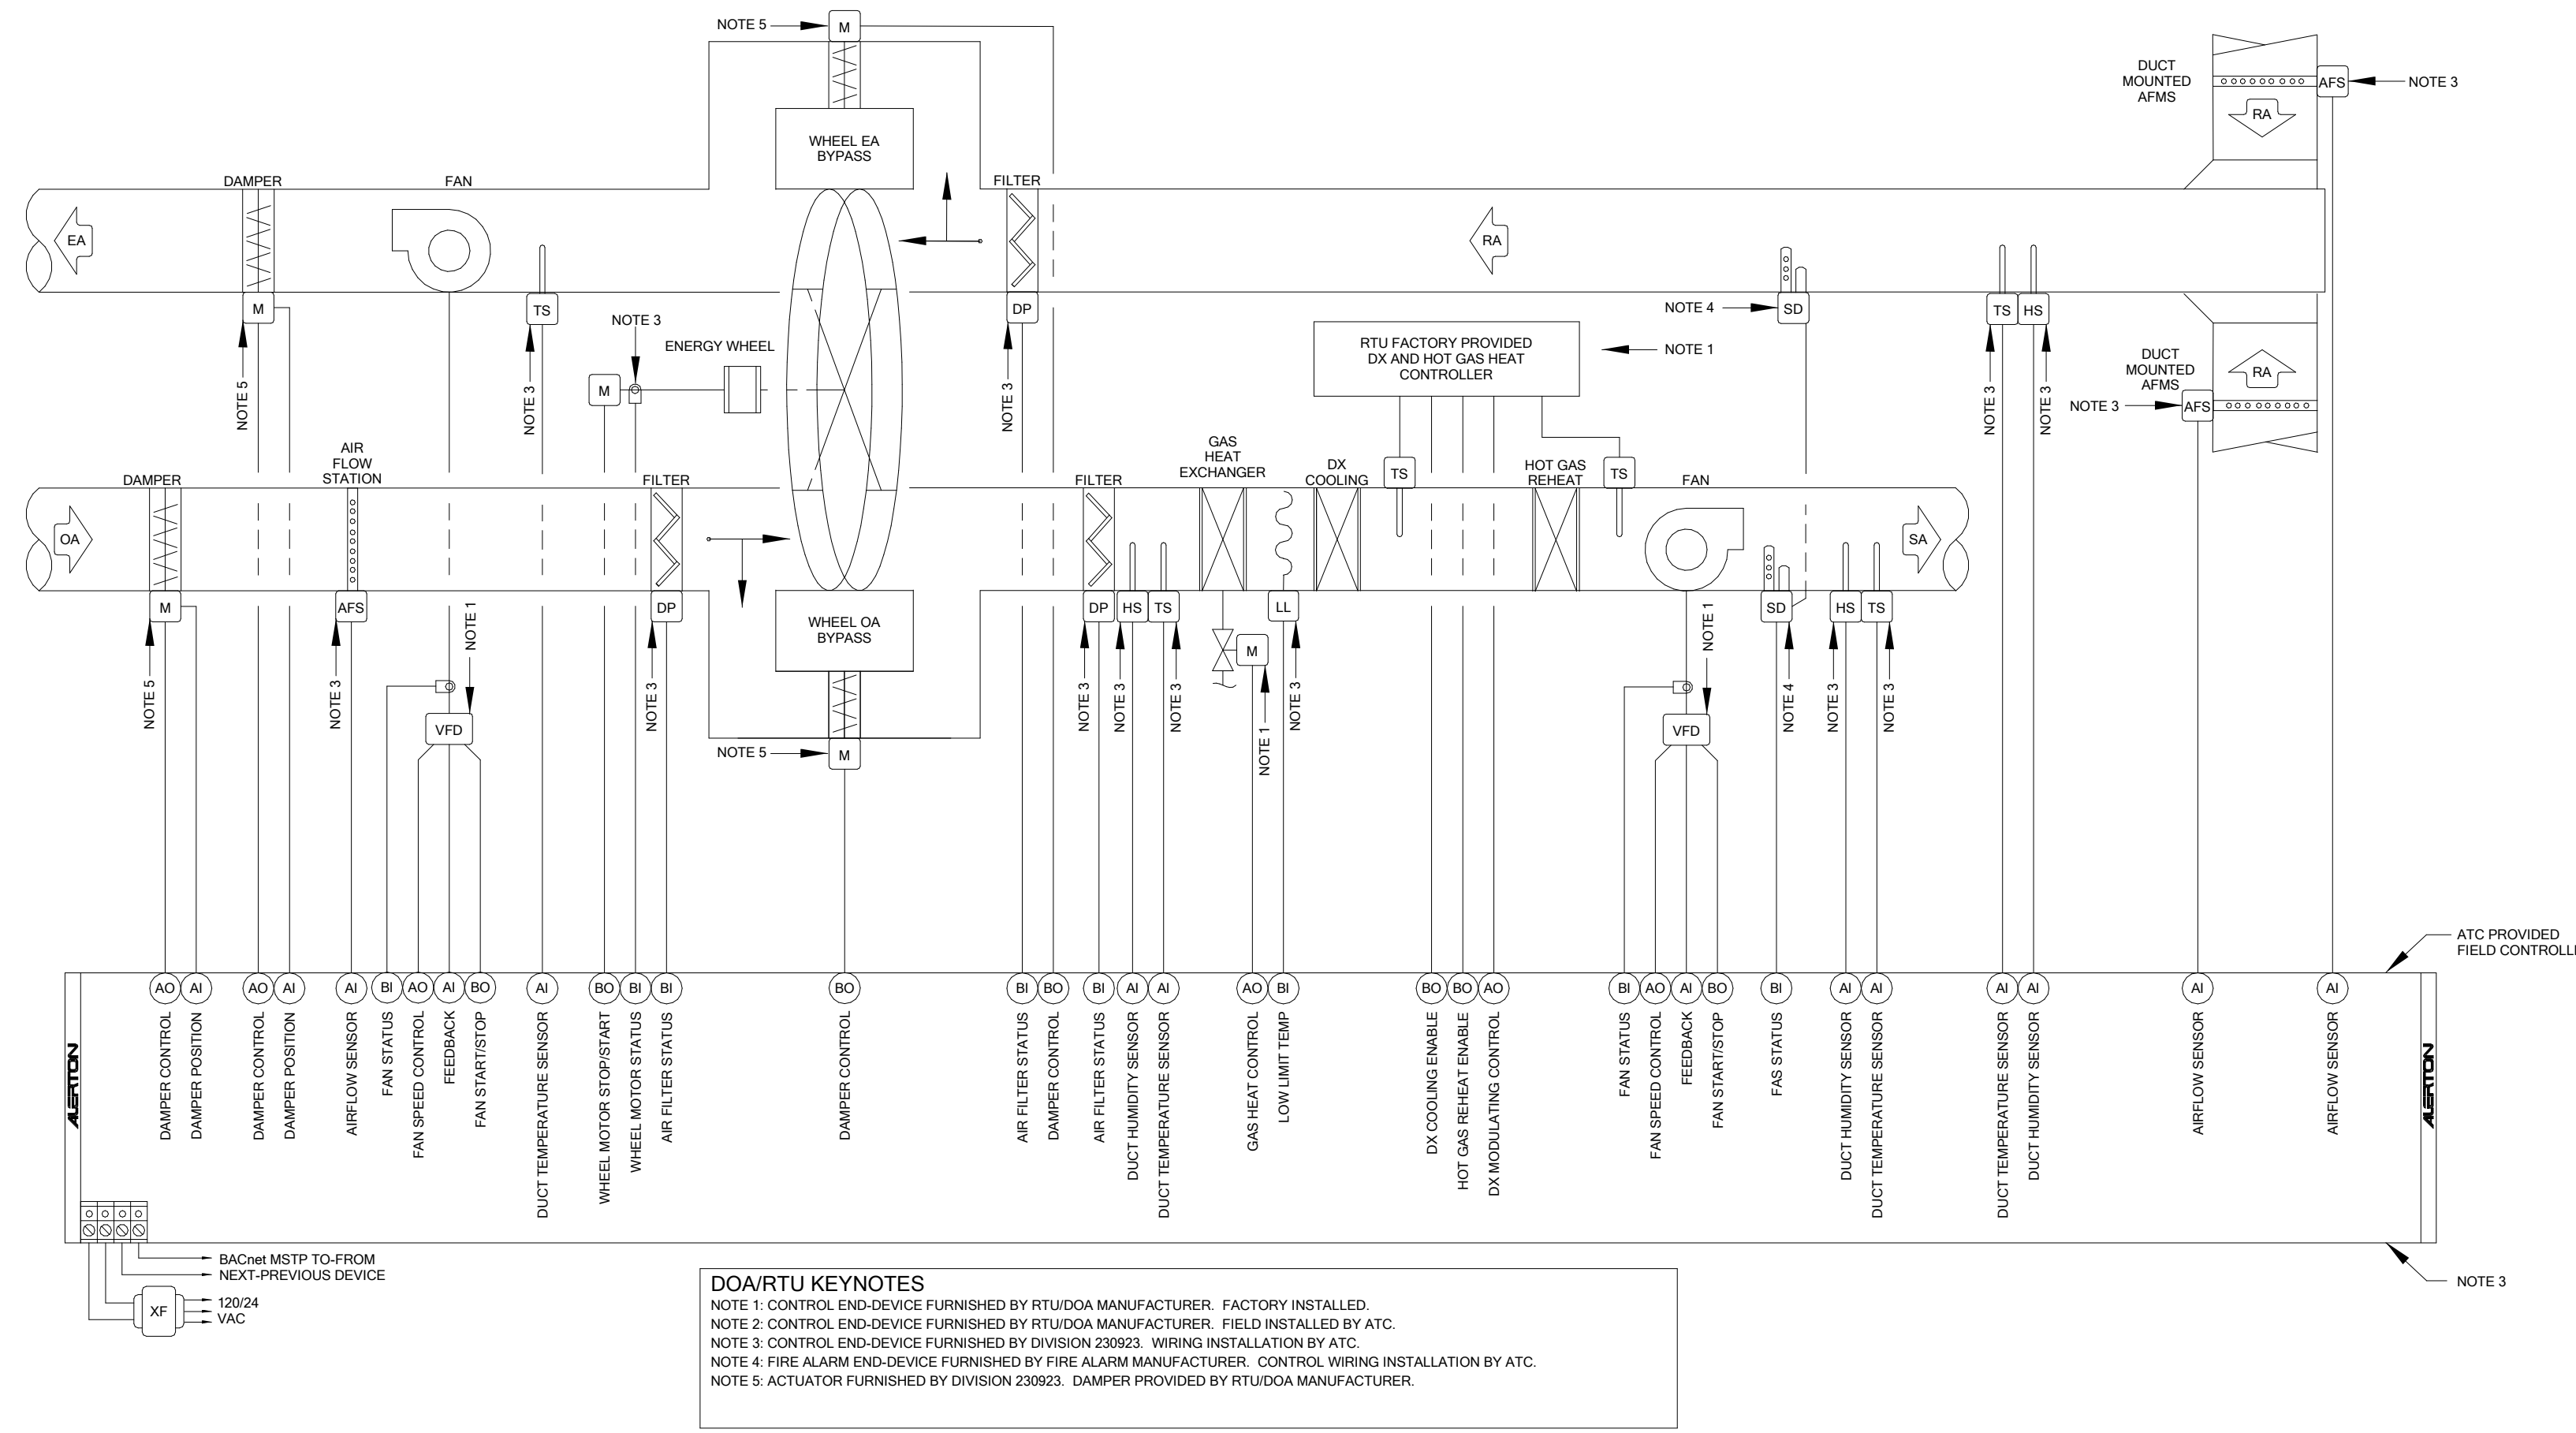 NOTE 5
M
DUCT
MOUNTED
AFMS
AFS
NOTE 3
RA
WHEEL EA
BYPASS
DAMPER
FAN
FILTER
EA
RA
M
TS
DP
NOTE 4
SD
TS
HS
NOTE 5
NOTE 3
NOTE 3
ENERGY WHEEL
M
NOTE 3
RTU FACTORY PROVIDED
DX AND HOT GAS HEAT
CONTROLLER
NOTE 1
NOTE 3
NOTE 3
DUCT
MOUNTED
AFMS
RA
NOTE 3
AFS
DAMPER
AIR
FLOW
STATION
FILTER
FILTER
GAS
HEAT
EXCHANGER
DX
COOLING
TS
HOT GAS
REHEAT
TS
FAN
OA
SA
M
AFS
NOTE 1
DP
WHEEL OA
BYPASS
DP
HS
TS
M
LL
NOTE 1
SD
HS
TS
NOTE 5
NOTE 3
VFD
NOTE 3
NOTE 5
M
NOTE 3
NOTE 3
NOTE 3
NOTE 1
NOTE 3
VFD
NOTE 4
NOTE 3
NOTE 3
ATC PROVIDED
FIELD CONTROLL
AO
AI
AO
AI
AI
BI
AO
AI
BO
AI
BO
BI
BI
BO
BI
BO
BI
AI
AI
AO
BI
BO
BO
AO
BI
AO
AI
BO
BI
AI
AI
AI
AI
AI
AI
ALERTON
DAMPER CONTROL
DAMPER POSITION
DAMPER CONTROL
DAMPER POSITION
AIRFLOW SENSOR
FAN STATUS
FAN SPEED CONTROL
FEEDBACK
FAN START/STOP
DUCT TEMPERATURE SENSOR
WHEEL MOTOR STOP/START
WHEEL MOTOR STATUS
AIR FILTER STATUS
DAMPER CONTROL
AIR FILTER STATUS
DAMPER CONTROL
AIR FILTER STATUS
DUCT HUMIDITY SENSOR
DUCT TEMPERATURE SENSOR
GAS HEAT CONTROL
LOW LIMIT TEMP
DX COOLING ENABLE
HOT GAS REHEAT ENABLE
DX MODULATING CONTROL
FAN STATUS
FAN SPEED CONTROL
FEEDBACK
FAN START/STOP
FAS STATUS
DUCT HUMIDITY SENSOR
DUCT TEMPERATURE SENSOR
DUCT TEMPERATURE SENSOR
DUCT HUMIDITY SENSOR
AIRFLOW SENSOR
AIRFLOW SENSOR
ALERTON
BACnet MSTP TO-FROM
NEXT-PREVIOUS DEVICE
XF
120/24
VAC
NOTE 3
DOA/RTU KEYNOTES
NOTE 1: CONTROL END-DEVICE FURNISHED BY RTU/DOA MANUFACTURER. FACTORY INSTALLED.
NOTE 2: CONTROL END-DEVICE FURNISHED BY RTU/DOA MANUFACTURER. FIELD INSTALLED BY ATC.
NOTE 3: CONTROL END-DEVICE FURNISHED BY DIVISION 230923. WIRING INSTALLATION BY ATC.
NOTE 4: FIRE ALARM END-DEVICE FURNISHED BY FIRE ALARM MANUFACTURER. CONTROL WIRING INSTALLATION BY ATC.
NOTE 5: ACTUATOR FURNISHED BY DIVISION 230923. DAMPER PROVIDED BY RTU/DOA MANUFACTURER.